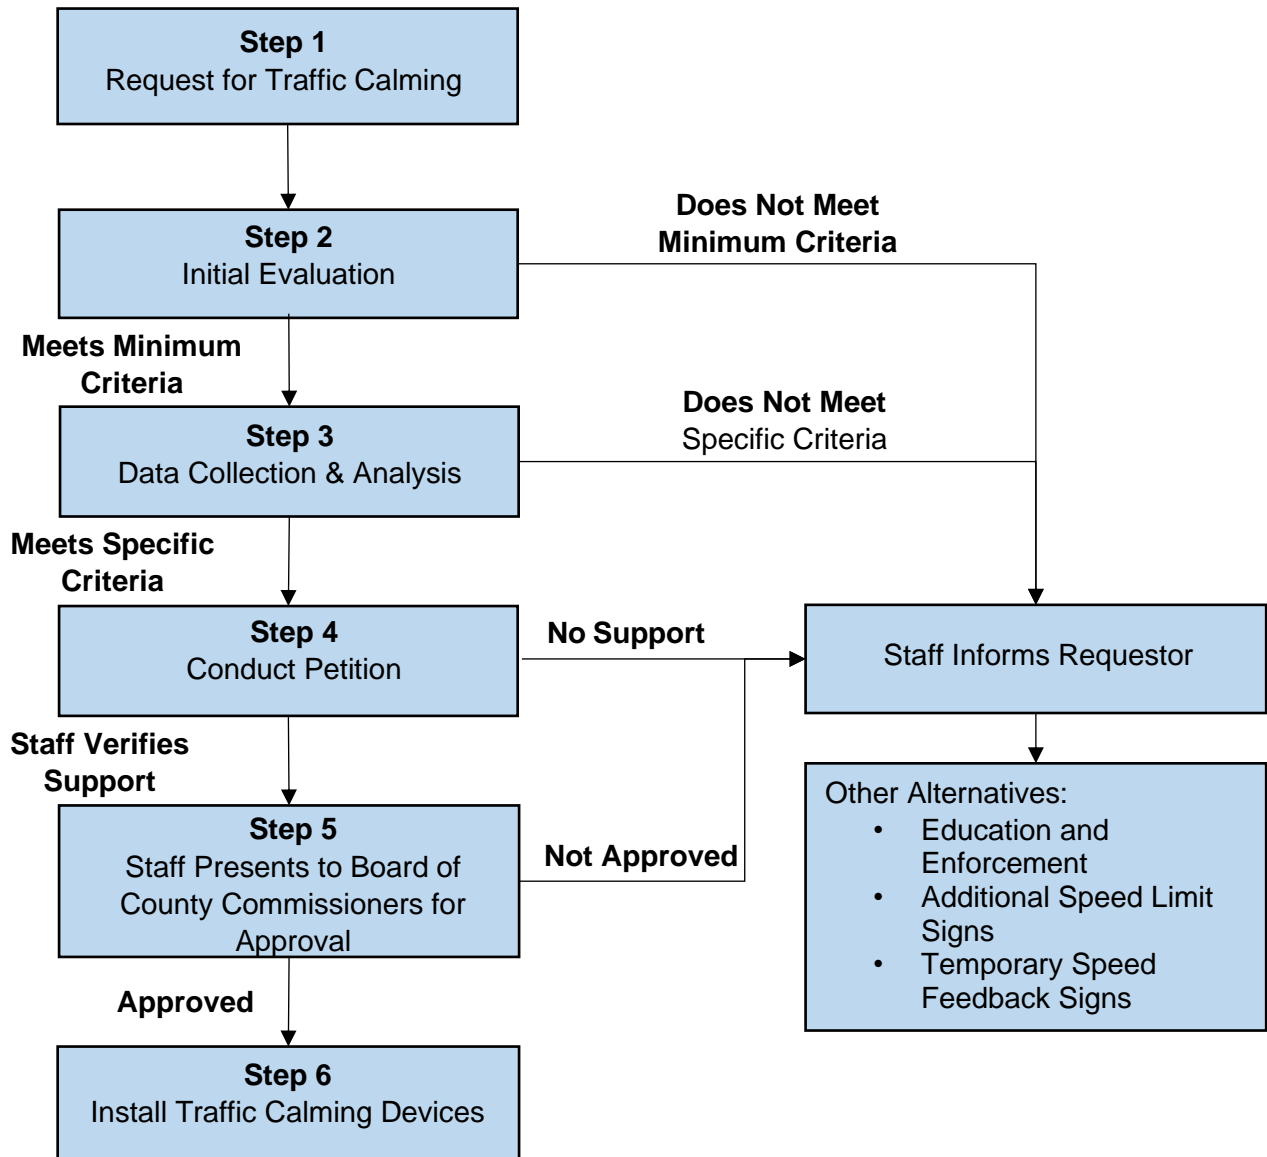 Step 1
Request for Traffic Calming
Step 2
Initial Evaluation
Does Not Meet
Minimum Criteria
Meets Minimum
Criteria
Step 3
Data Collection & Analysis
Does Not Meet
Specific Criteria
Meets Specific
Criteria
Step 4
Conduct Petition
No Support
Staff Informs Requestor
Staff Verifies
Support
Step 5
Staff Presents to Board of
County Commissioners for
Approval
Not Approved
Other Alternatives:
• Education and
Enforcement
• Additional Speed Limit
Signs
• Temporary Speed
Feedback Signs
Approved
Step 6
Install Traffic Calming Devices